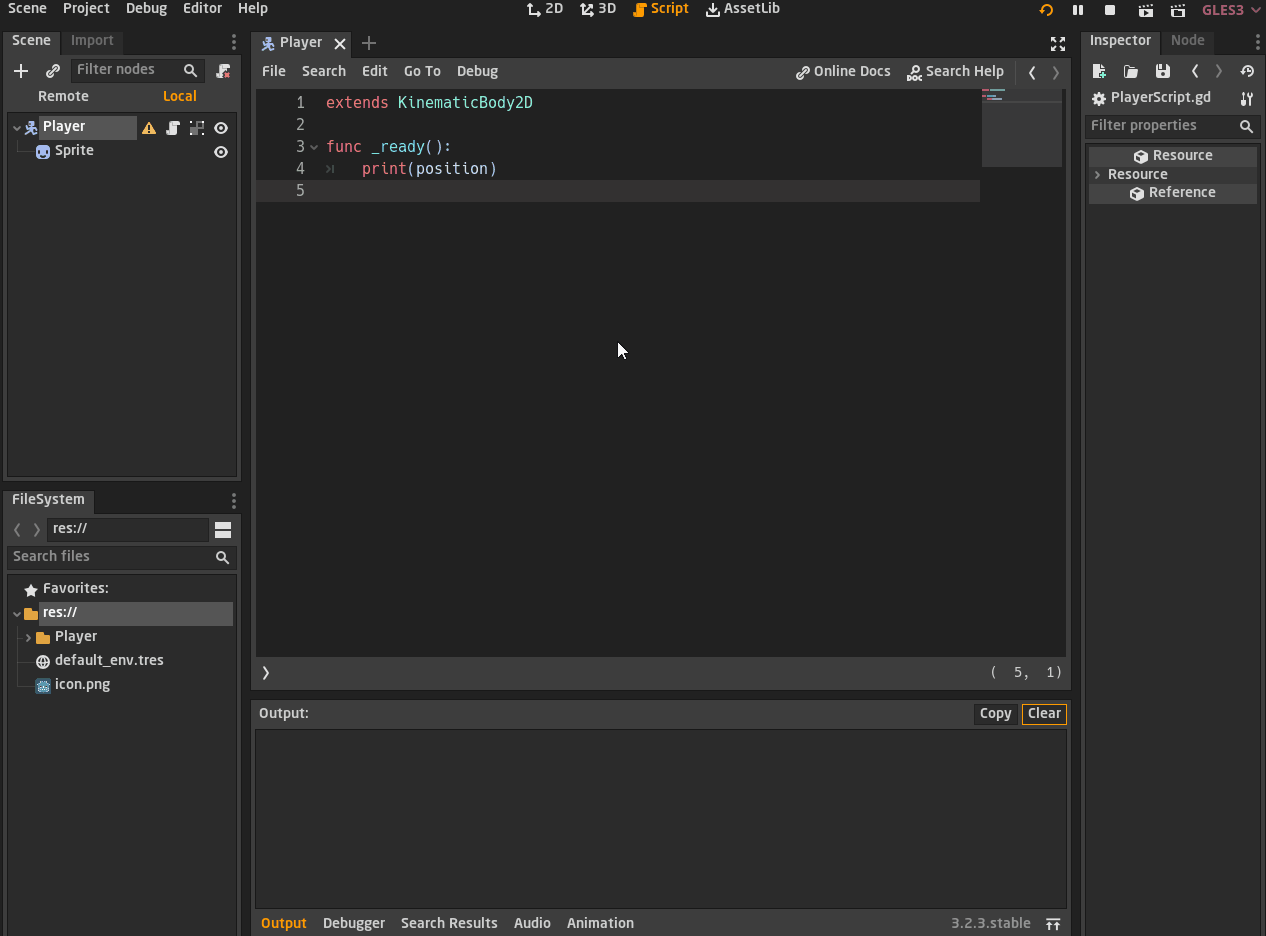 Scene Project Debug Editor Help 2D 3D Script AssetLib GLES3
Scene Import
Filter nodes
Remote Local
Player
Sprite
FileSystem
res://
Search files
Favorites:
res://
Player
default_env.tres
icon.png
Player
File Search Edit Go To Debug Online Docs Search Help
1 extends KinematicBody2D
2
3 func _ready():
4 print(position)
5
( 5, 1)
Output: Copy Clear
Output Debugger Search Results Audio Animation 3.2.3.stable
Inspector Node
PlayerScript.gd
Filter properties
Resource
Resource
Reference